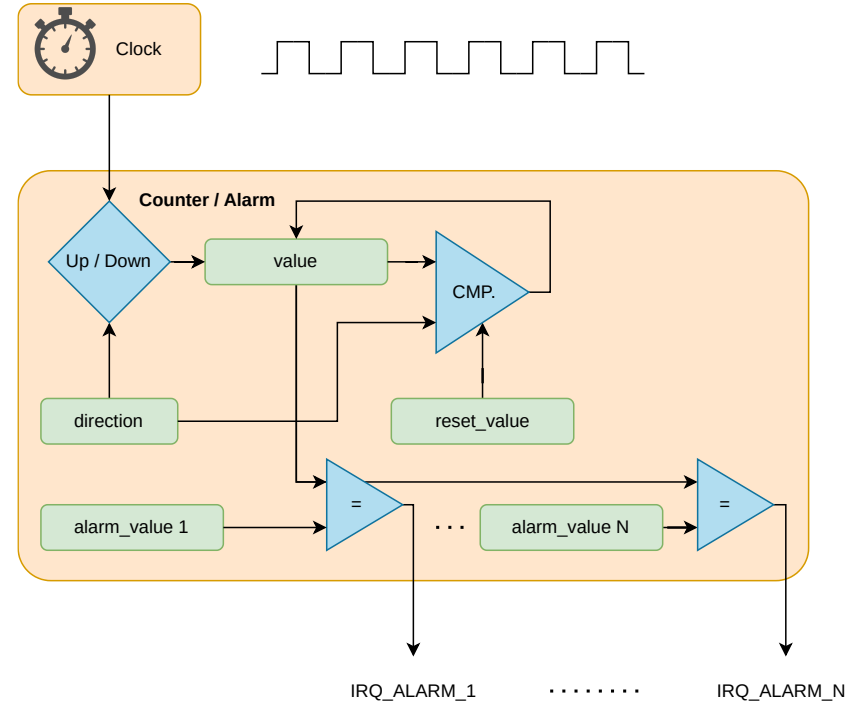 Clock
Counter / Alarm
Up / Down
value
CMP.
direction
reset_value
=
=
alarm_value 1
. . .
alarm_value N
IRQ_ALARM_1
. . . . . . . .
IRQ_ALARM_N